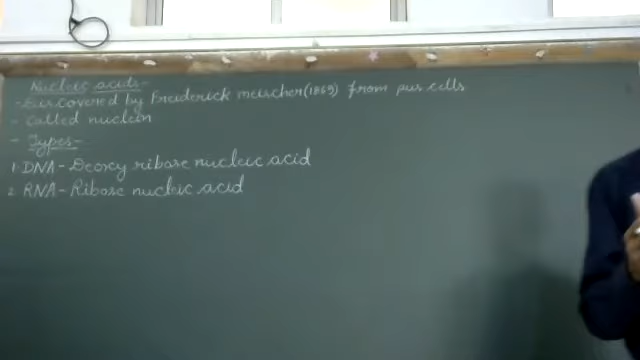 Nucleic acids-
- Discovered by Freiderick meischer (1869) from pus cells
- Called nuclein
- Types-
1. DNA - Deoxy ribose nucleic acid
2. RNA - Ribose nucleic acid